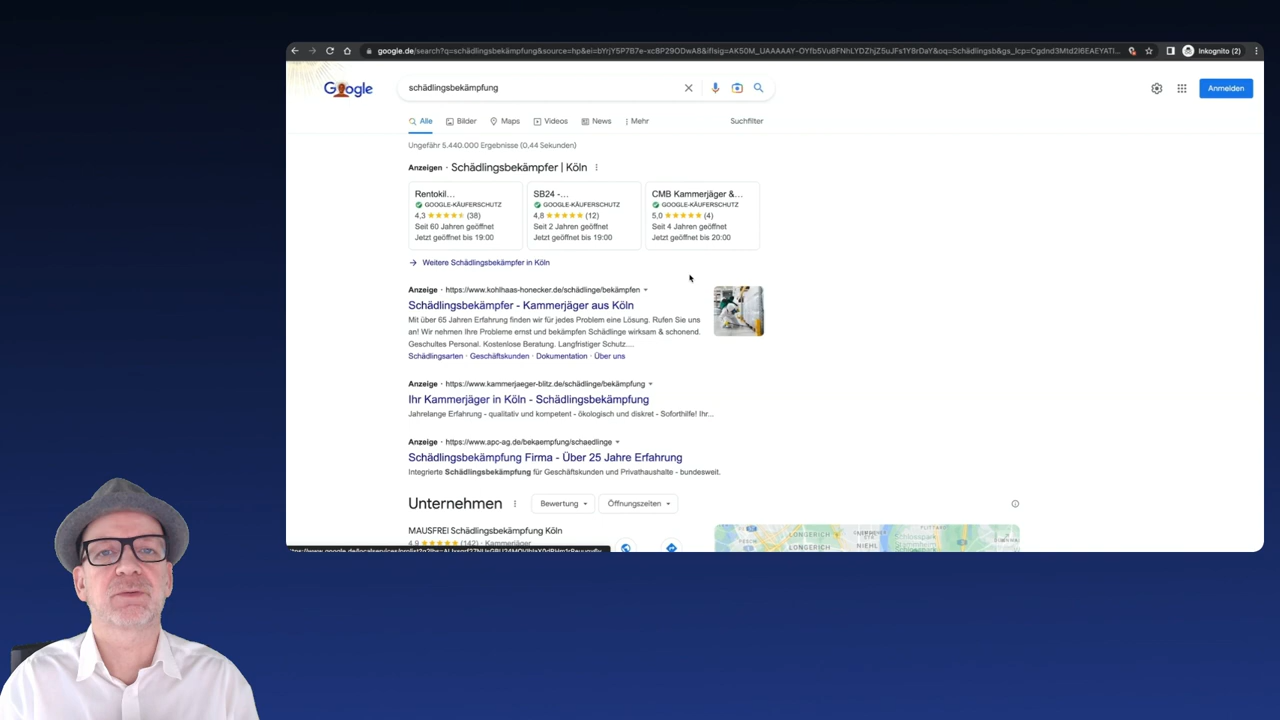 google.de/search?q=schädlingsbekämpfung&source=hp&ei=
Inkognito (2)
Google
schädlingsbekämpfung
Anmelden
Alle Bilder Maps Videos News Mehr Suchfilter
Ungefähr 5.440.000 Ergebnisse (0,44 Sekunden)
Anzeigen · Schädlingsbekämpfer | Köln
Rentokil... SB24 -... CMB Kammerjäger &...
GOOGLE-KÄUFERSCHUTZ GOOGLE-KÄUFERSCHUTZ GOOGLE-KÄUFERSCHUTZ
4,3 (38) 4,8 (12) 5,0 (4)
Seit 60 Jahren geöffnet Seit 2 Jahren geöffnet Seit 4 Jahren geöffnet
Jetzt geöffnet bis 19:00 Jetzt geöffnet bis 19:00 Jetzt geöffnet bis 20:00
Weitere Schädlingsbekämpfer in Köln
Anzeige · https://www.kohlhaas-honecker.de/schädlinge/bekämpfen
Schädlingsbekämpfer - Kammerjäger aus Köln
Mit über 65 Jahren Erfahrung finden wir für jedes Problem eine Lösung. Rufen Sie uns
an! Wir nehmen Ihre Probleme ernst und bekämpfen Schädlinge wirksam & schonend.
Geschultes Personal. Kostenlose Beratung. Langfristiger Schutz....
Schädlingsarten · Geschäftskunden · Dokumentation · Über uns
Anzeige · https://www.kammerjaeger-blitz.de/schädlinge/bekämpfung
Ihr Kammerjäger in Köln - Schädlingsbekämpfung
Jahrelange Erfahrung - qualitativ und kompetent - ökologisch und diskret - Soforthilfe! Ihr...
Anzeige · https://www.apc-ag.de/bekaempfung/schaedlinge
Schädlingsbekämpfung Firma - Über 25 Jahre Erfahrung
Integrierte Schädlingsbekämpfung für Geschäftskunden und Privathaushalte - bundesweit.
Unternehmen Bewertung Öffnungszeiten
MAUSFREI Schädlingsbekämpfung Köln
4,9 (142) · Kammerjäger
LONGERICH
NIEHL